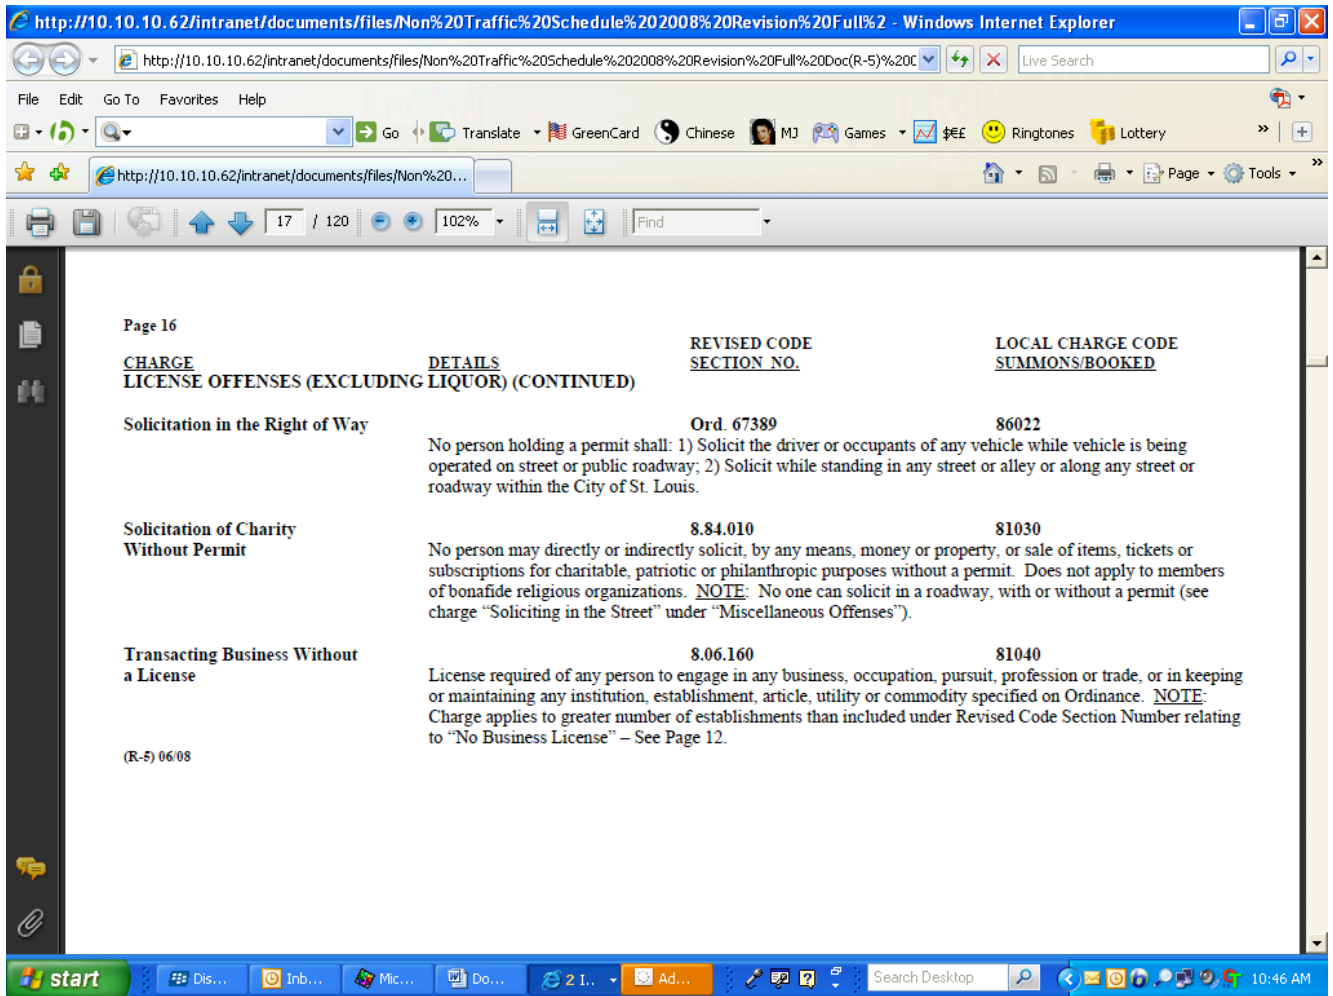 http://10.10.10.62/intranet/documents/files/Non%20Traffic%20Schedule%202008%20Revision%20Full%2 - Windows Internet Explorer
http://10.10.10.62/intranet/documents/files/Non%20Traffic%20Schedule%202008%20Revision%20Full%20Doc(R-5)%20C
Live Search
File Edit Go To Favorites Help
Go Translate GreenCard Chinese MJ Games $€£ Ringtones Lottery »
http://10.10.10.62/intranet/documents/files/Non%20... Page Tools »
17 / 120 102% Find
Page 16
REVISED CODE LOCAL CHARGE CODE
CHARGE DETAILS SECTION NO. SUMMONS/BOOKED
LICENSE OFFENSES (EXCLUDING LIQUOR) (CONTINUED)
Solicitation in the Right of Way Ord. 67389 86022
No person holding a permit shall: 1) Solicit the driver or occupants of any vehicle while vehicle is being
operated on street or public roadway; 2) Solicit while standing in any street or alley or along any street or
roadway within the City of St. Louis.
Solicitation of Charity 8.84.010 81030
Without Permit No person may directly or indirectly solicit, by any means, money or property, or sale of items, tickets or
subscriptions for charitable, patriotic or philanthropic purposes without a permit. Does not apply to members
of bonafide religious organizations. NOTE: No one can solicit in a roadway, with or without a permit (see
charge “Soliciting in the Street” under “Miscellaneous Offenses”).
Transacting Business Without 8.06.160 81040
a License License required of any person to engage in any business, occupation, pursuit, profession or trade, or in keeping
or maintaining any institution, establishment, article, utility or commodity specified on Ordinance. NOTE:
Charge applies to greater number of establishments than included under Revised Code Section Number relating
to “No Business License” – See Page 12.
(R-5) 06/08
start Dis... Inb... Mic... Do... 2 I.. Ad... Search Desktop 10:46 AM